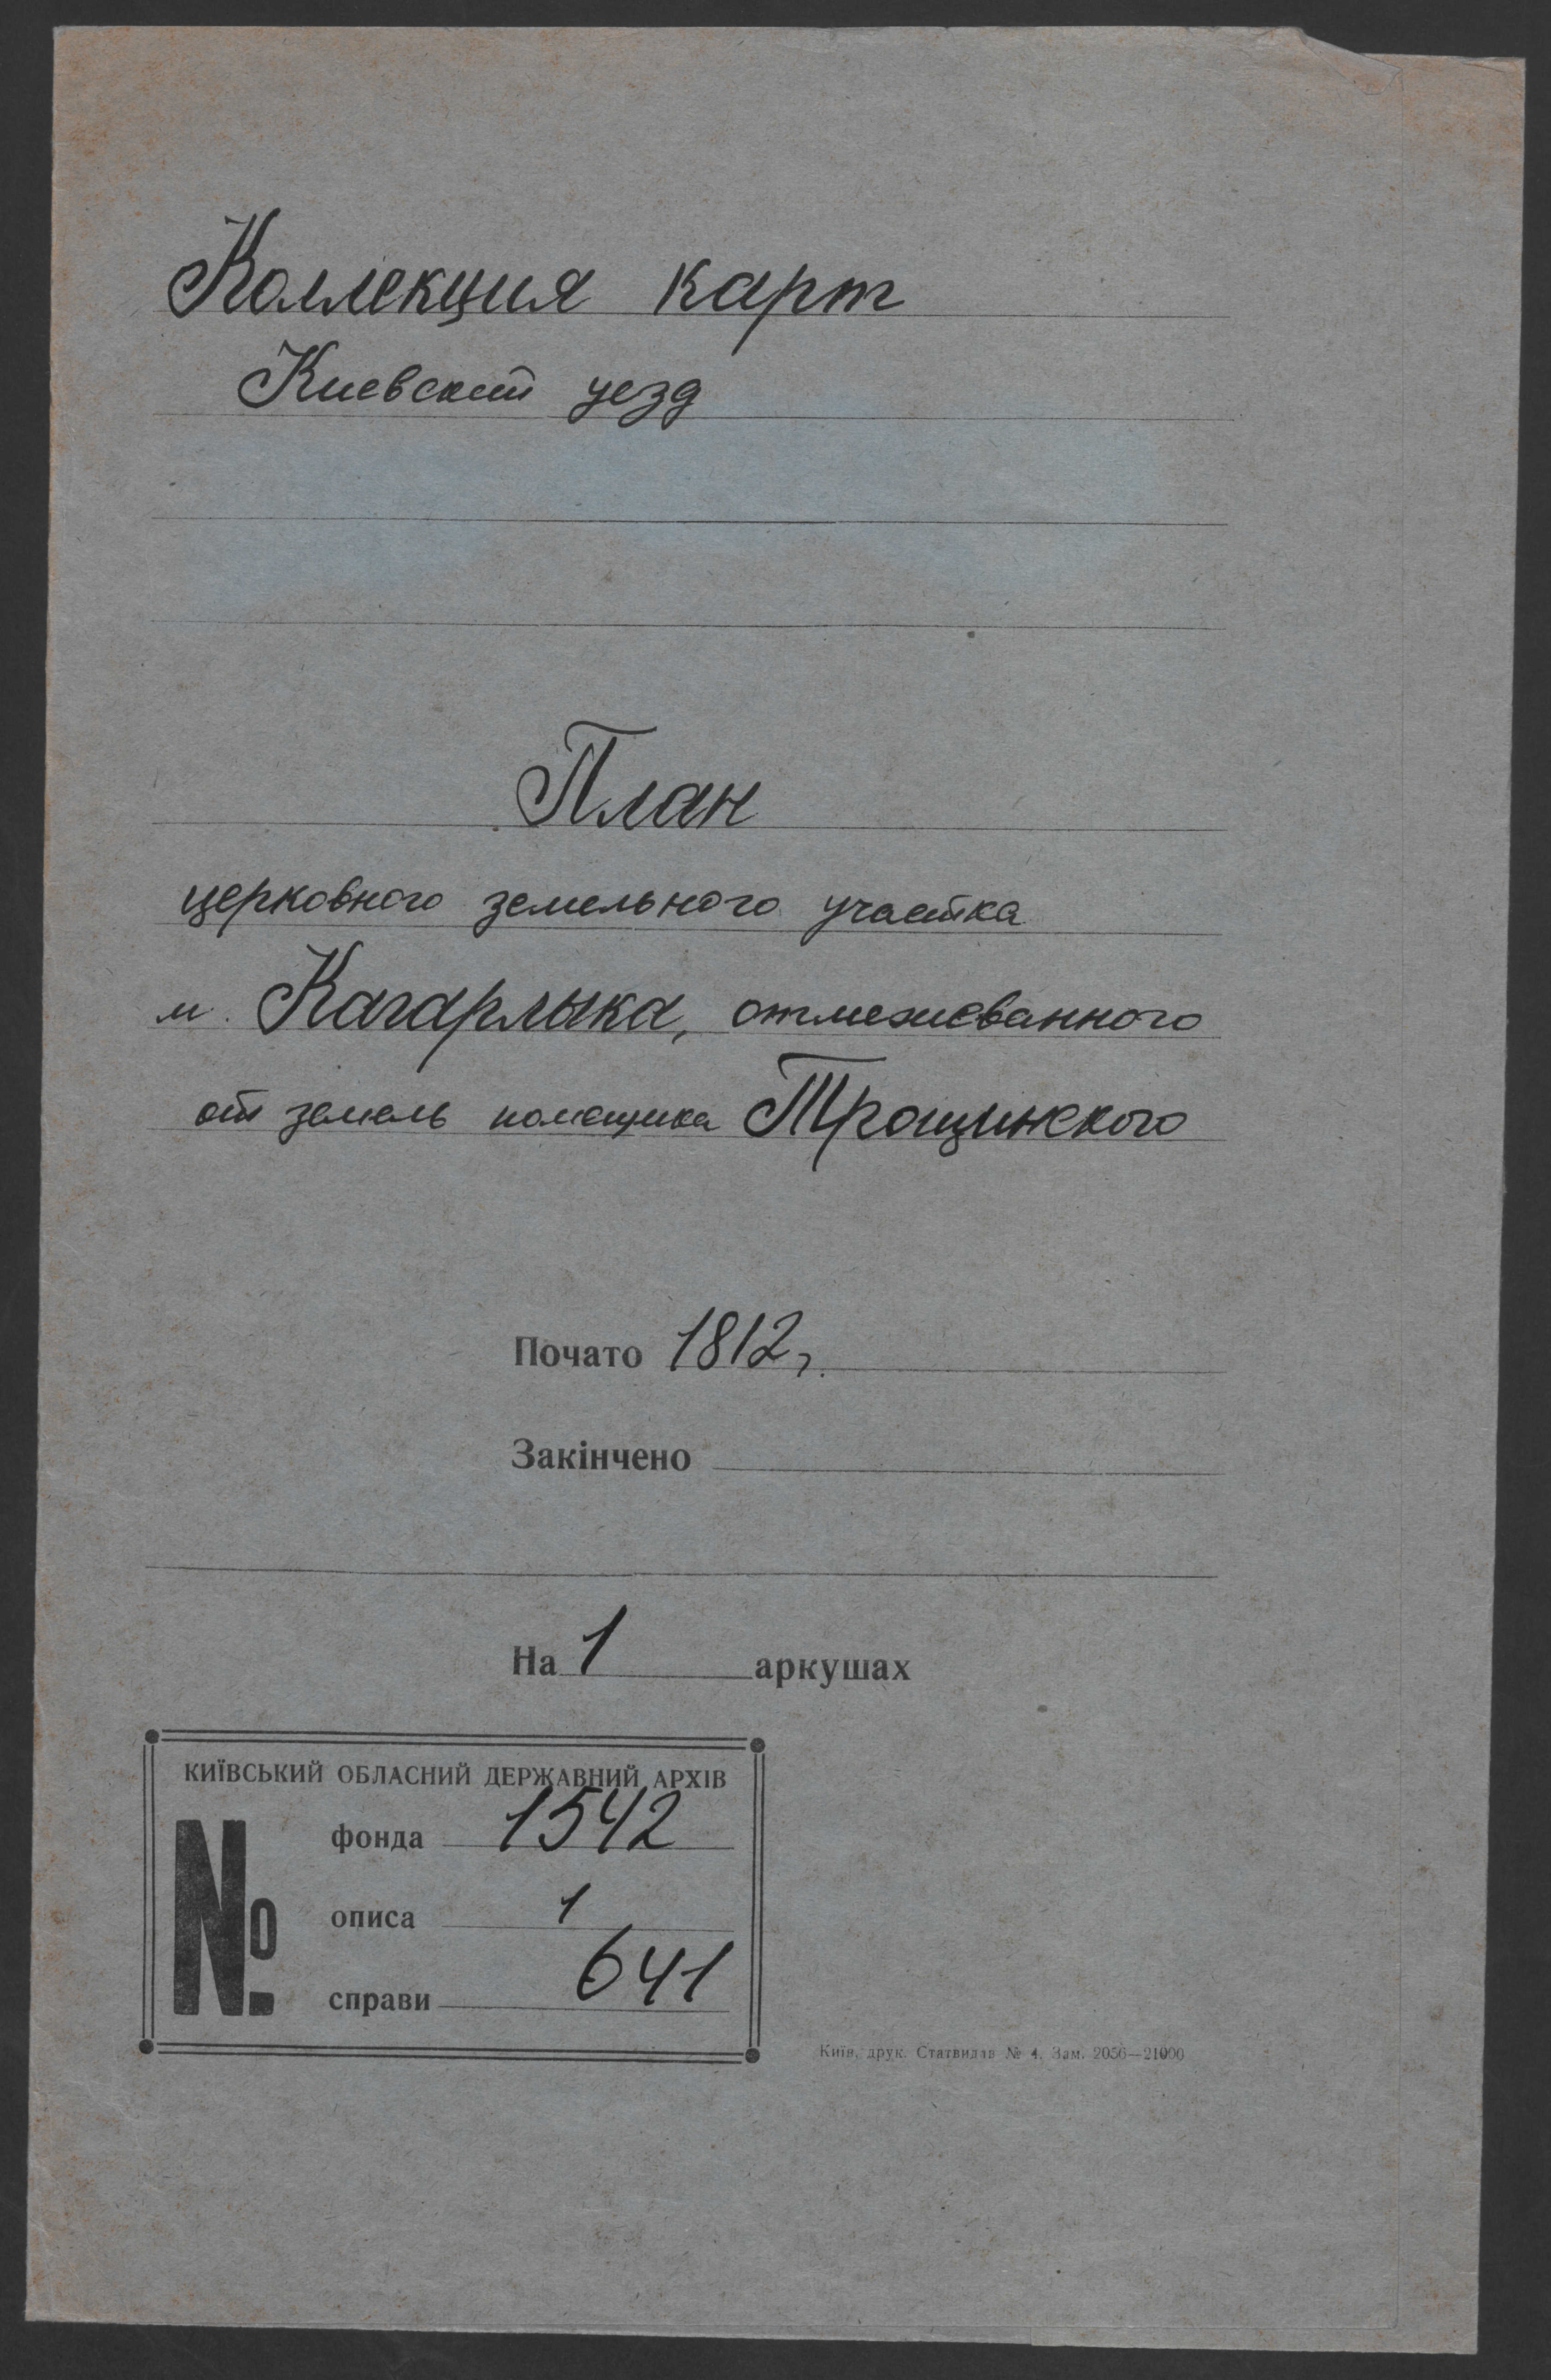 Коллекция карт
Киевский уезд
План
церковного земельного участка
м. Кагарлыка, отмежеванного
от земель помещика Трощинского
Почато 1812 г.
Закінчено
На 1 аркушах
КИЇВСЬКИЙ ОБЛАСНИЙ ДЕРЖАВНИЙ АРХІВ
№
фонда 1542
описа 1
справи 641
Київ, друк. Статвидав № 4. Зам. 2056—21000